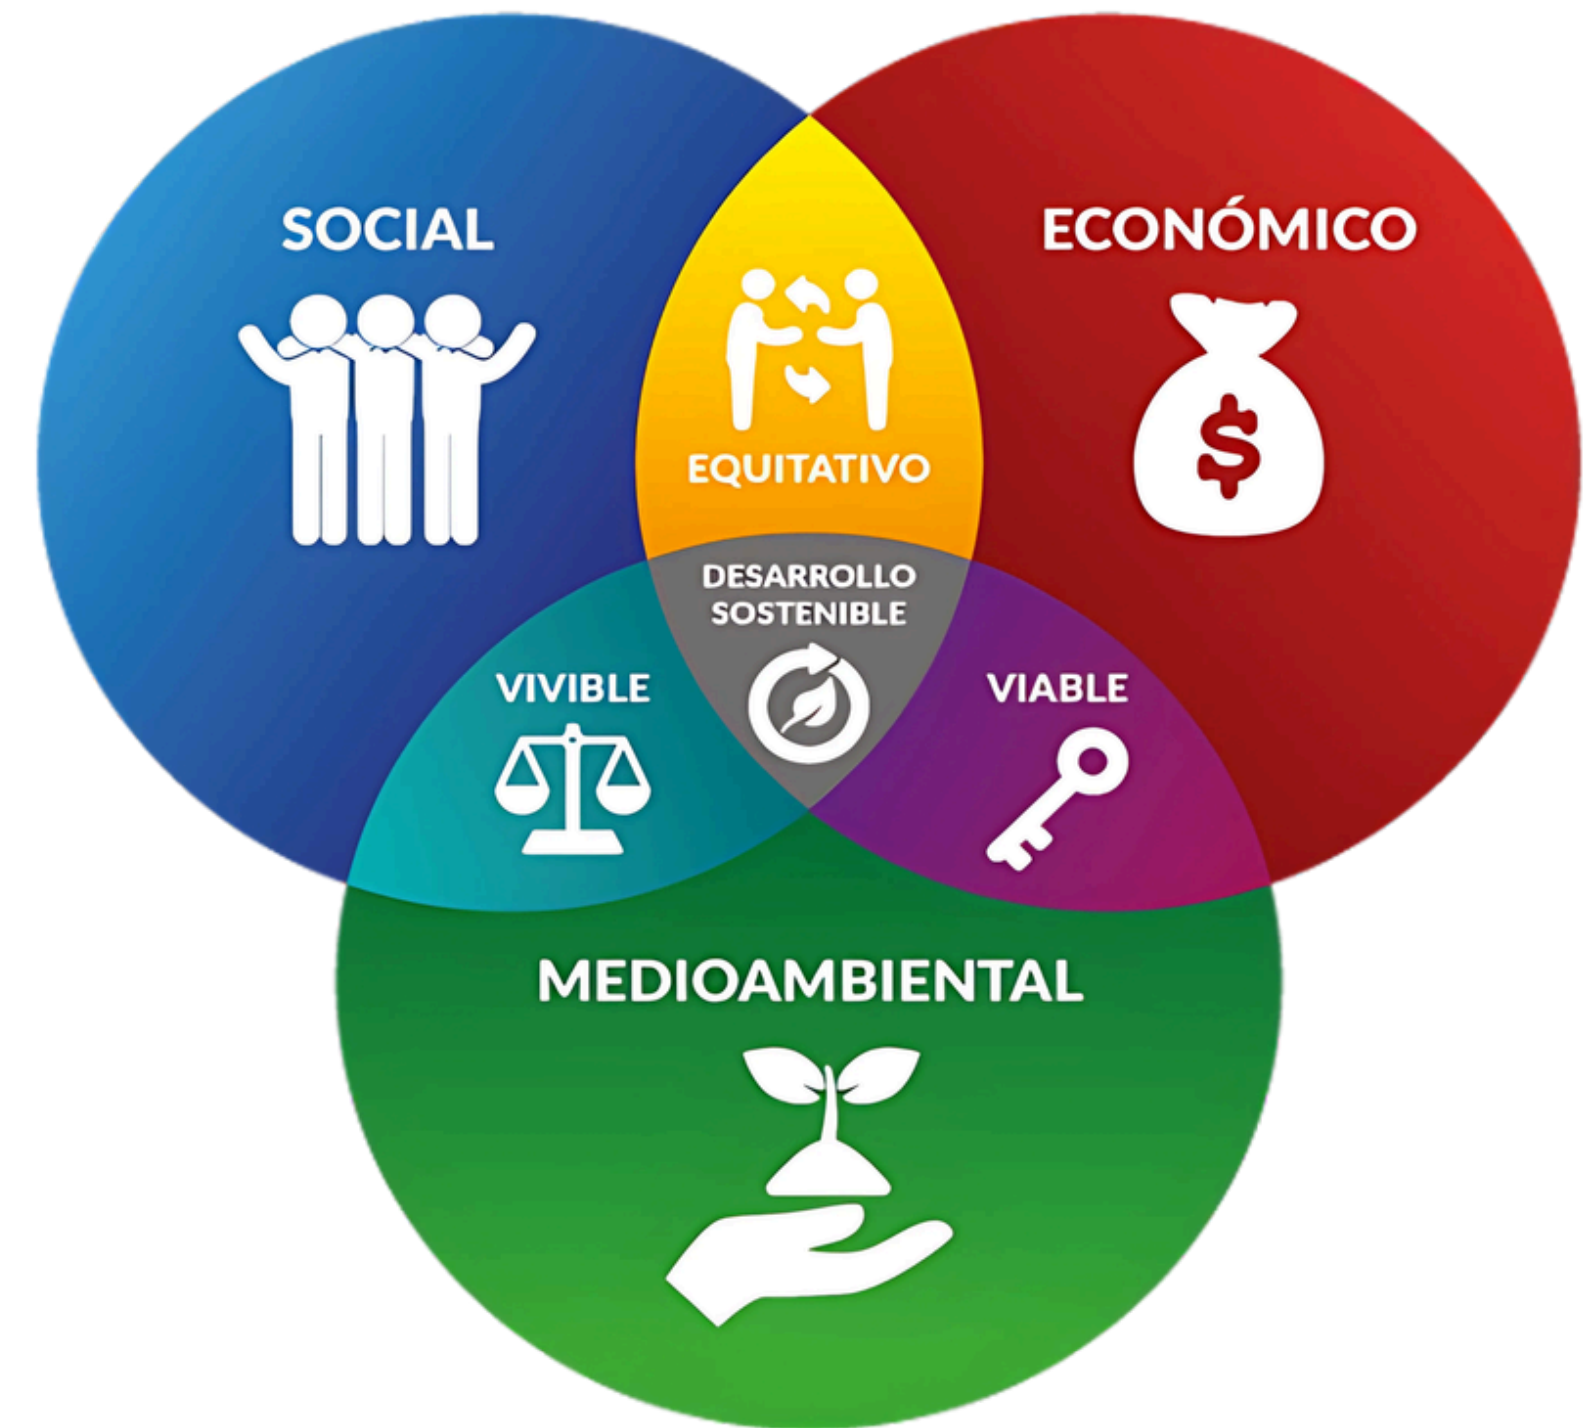 SOCIAL
ECONÓMICO
$
EQUITATIVO
DESARROLLO
SOSTENIBLE
VIVIBLE
VIABLE
MEDIOAMBIENTAL